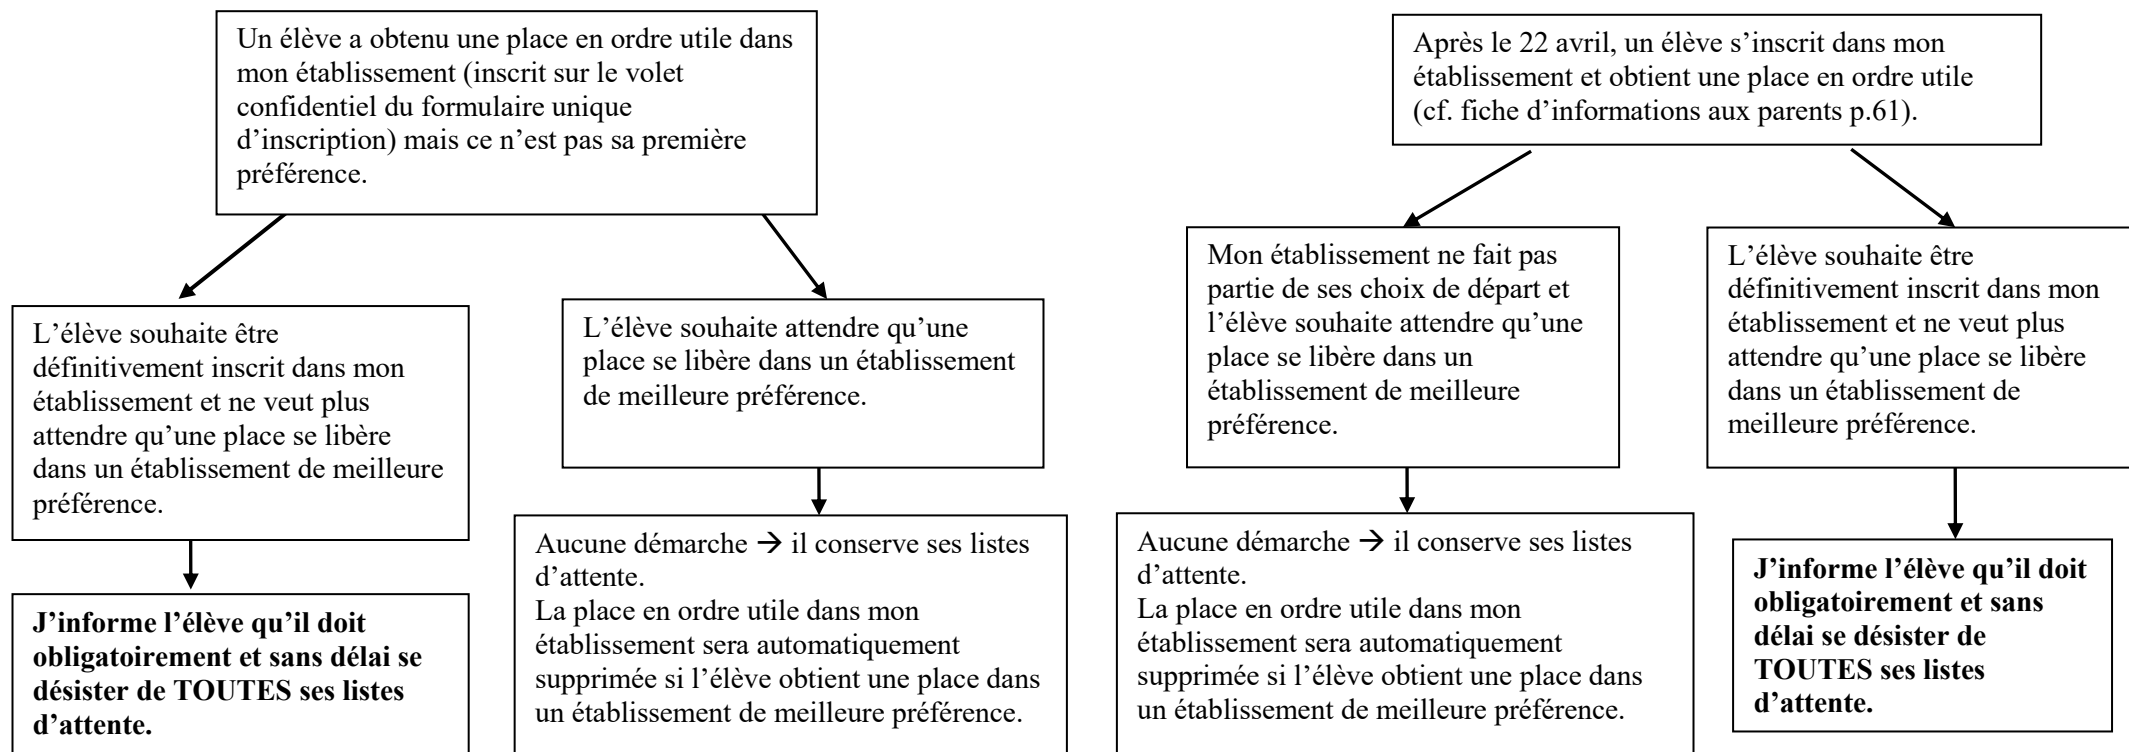 Un élève a obtenu une place en ordre utile dans
mon établissement (inscrit sur le volet
confidentiel du formulaire unique
d’inscription) mais ce n’est pas sa première
préférence.
L’élève souhaite être
définitivement inscrit dans mon
établissement et ne veut plus
attendre qu’une place se libère
dans un établissement de meilleure
préférence.
J’informe l’élève qu’il doit
obligatoirement et sans délai se
désister de TOUTES ses listes
d’attente.
L’élève souhaite attendre qu’une
place se libère dans un établissement
de meilleure préférence.
Aucune démarche → il conserve ses listes
d’attente.
La place en ordre utile dans mon
établissement sera automatiquement
supprimée si l’élève obtient une place dans
un établissement de meilleure préférence.
Après le 22 avril, un élève s’inscrit dans mon
établissement et obtient une place en ordre utile
(cf. fiche d’informations aux parents p.61).
Mon établissement ne fait pas
partie de ses choix de départ et
l’élève souhaite attendre qu’une
place se libère dans un
établissement de meilleure
préférence.
Aucune démarche → il conserve ses listes
d’attente.
La place en ordre utile dans mon
établissement sera automatiquement
supprimée si l’élève obtient une place dans
un établissement de meilleure préférence.
L’élève souhaite être
définitivement inscrit dans mon
établissement et ne veut plus
attendre qu’une place se libère
dans un établissement de
meilleure préférence.
J’informe l’élève qu’il doit
obligatoirement et sans
délai se désister de
TOUTES ses listes
d’attente.